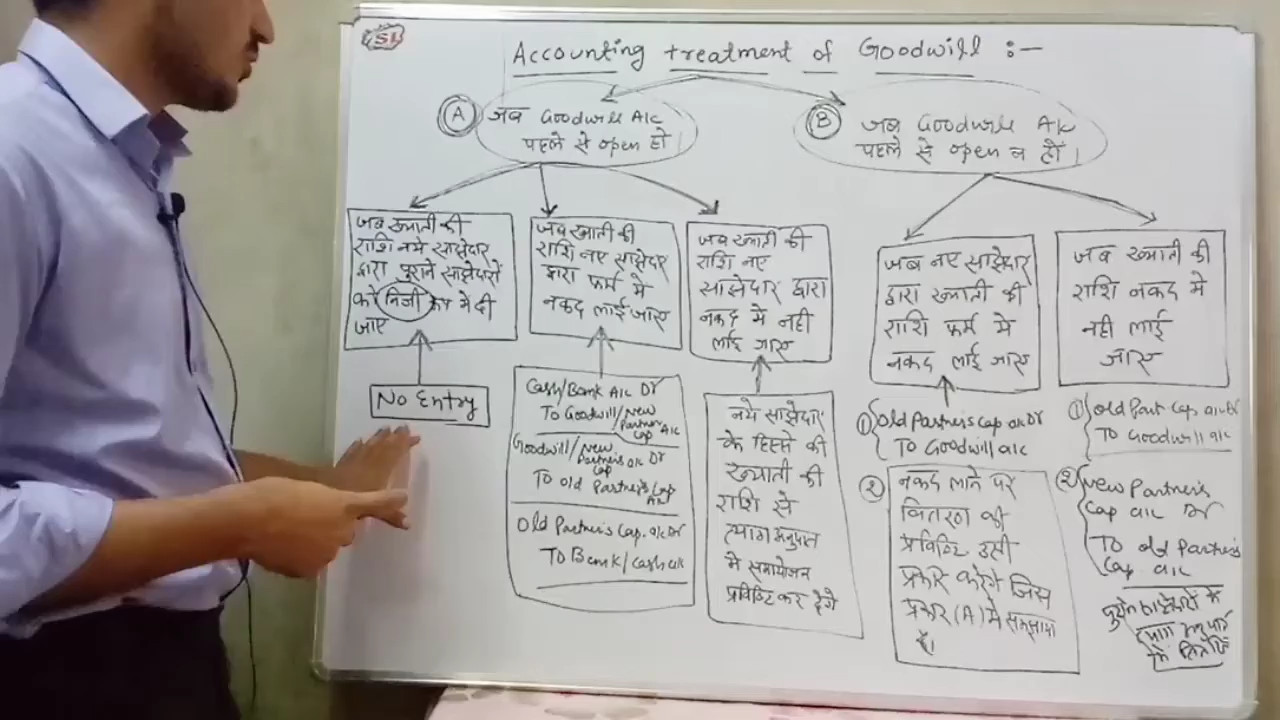 SI
Accounting treatment of Goodwill :-
A जब Goodwill A/c
पहले से open हो।
B जब Goodwill A/c
पहले से open न हो।
जब ख्याती की
राशि नये साझेदार
द्वारा पुराने साझेदारों
को निजी रूप में दी
जाए
No Entry
जब ख्याती की
राशि नए साझेदार
द्वारा फर्म में
नकद लाई जाए
Cash/Bank A/c Dr
To Goodwill/New
Partner
Cap A/c
Goodwill/New
Partner's a/c Dr
Cap
To old Partner's Cap
A/c
Old Partner's Cap. a/c Dr
To Bank/cash a/c
जब ख्याती की
राशि नए
साझेदार द्वारा
नकद में नही
लाई जाए
नये साझेदार
के हिस्से की
ख्याती की
राशि से
त्याग अनुपात
में समायोजन
प्रविष्टि कर देंगे
जब नए साझेदार
द्वारा ख्याती की
राशि फर्म में
नकद लाई जाए
① Old Partner's Cap a/c Dr
To Goodwill a/c
② नकद लाने पर
वितरण की
प्रविष्टि उसी
प्रकार करेंगे जिस
प्रकार (A) में समझाया
है।
जब ख्याती की
राशि नकद में
नही लाई
जाए
① Old Part Cap a/c Dr
To Goodwill a/c
② New Partner's
Cap a/c Dr
To old Partner's
Cap a/c